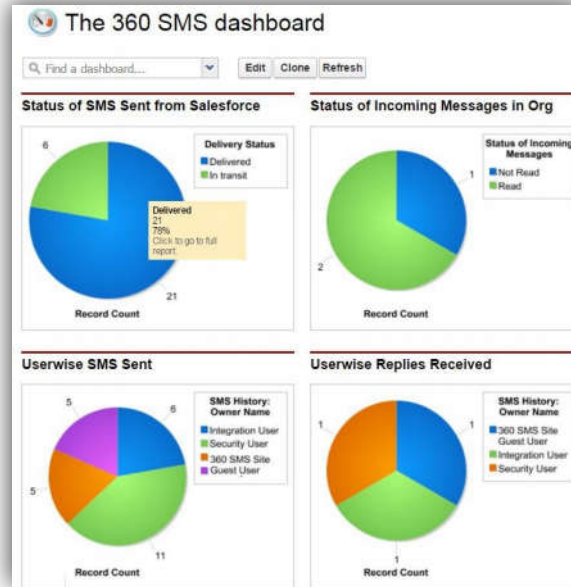 The 360 SMS dashboard
Find a dashboard...
Edit Clone Refresh
Status of SMS Sent from Salesforce
6
Delivery Status
Delivered
In transit
Delivered
21
78%
Click to go to full
report.
21
Record Count
Status of Incoming Messages in Org
Status of Incoming
Messages
Not Read
Read
1
2
Record Count
Userwise SMS Sent
5
6
SMS History:
Owner Name
Integration User
Security User
360 SMS Site
Guest User
5
11
Record Count
Userwise Replies Received
1
1
SMS History:
Owner Name
360 SMS Site
Guest User
Integration User
Security User
1
Record Count